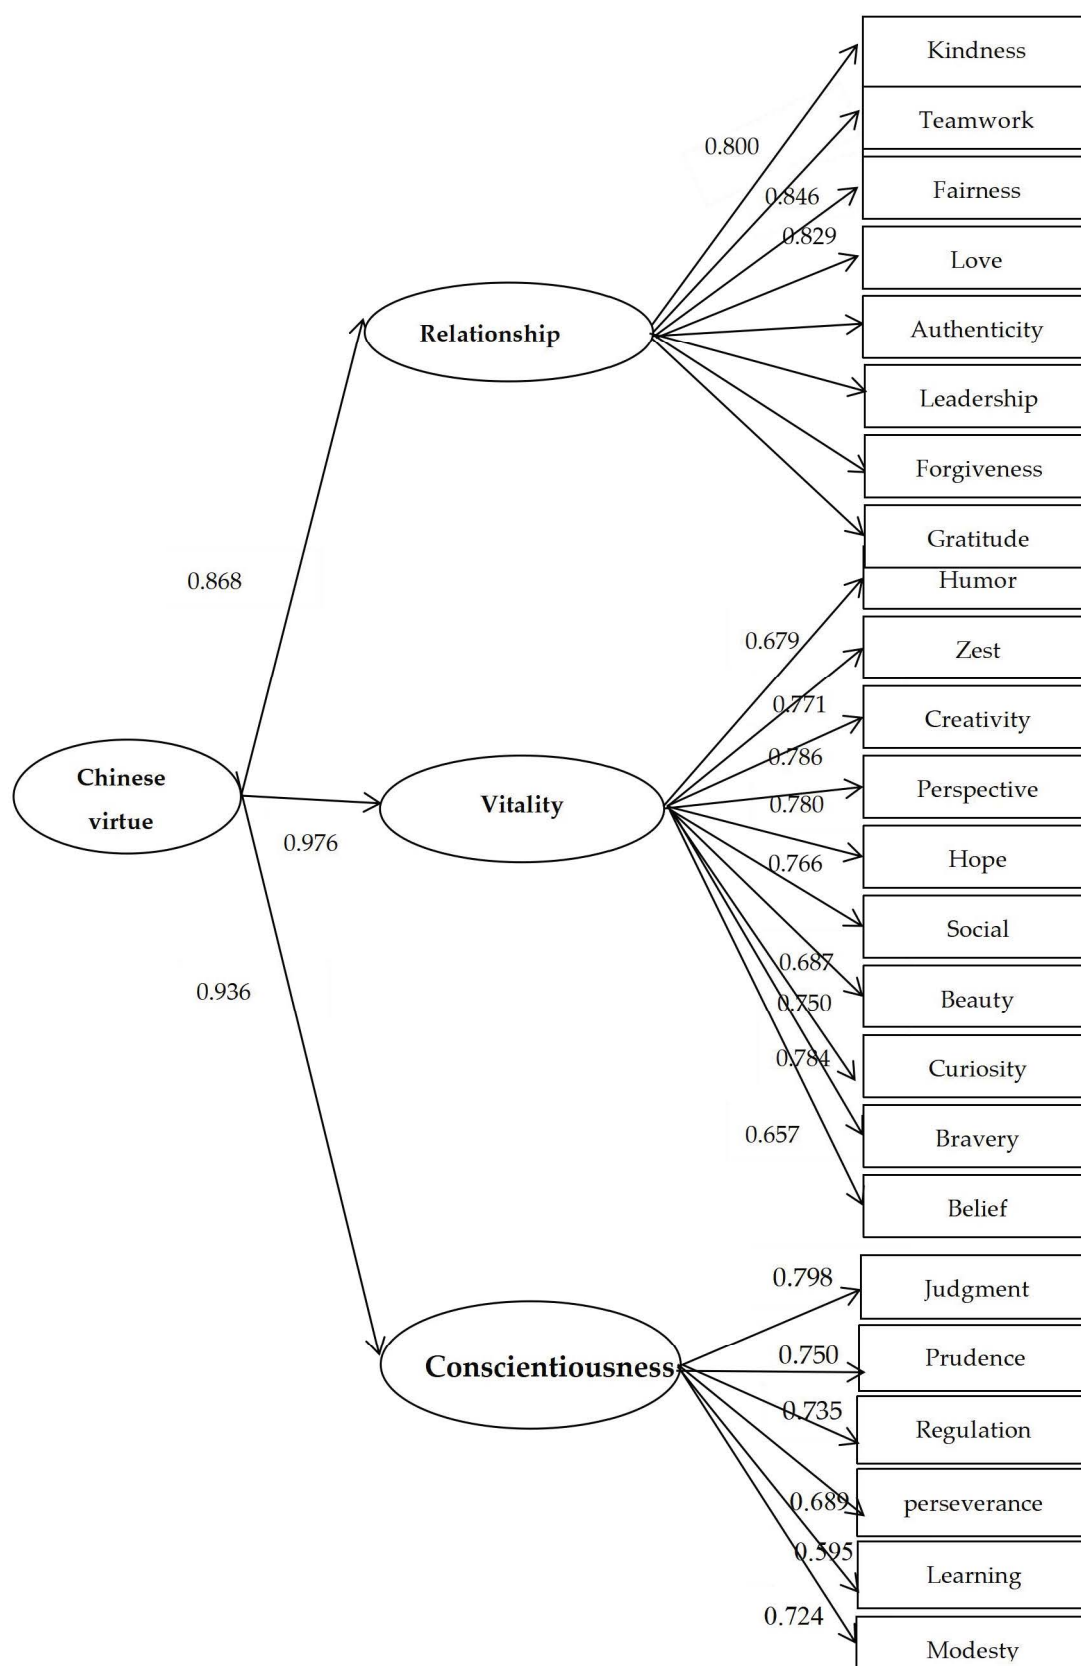 Kindness
Teamwork
0.800
Fairness
0.846
0.829
Love
Authenticity
Relationship
Leadership
Forgiveness
Gratitude
0.868
Humor
0.679
Zest
0.771
Creativity
0.786
Chinese
virtue
Perspective
Vitality
0.780
0.976
Hope
0.766
Social
0.687
0.936
Beauty
0.750
0.784
Curiosity
0.657
Bravery
Belief
0.798
Judgment
0.750
Prudence
Conscientiousness
0.735
Regulation
0.689
perseverance
0.595
Learning
0.724
Modesty